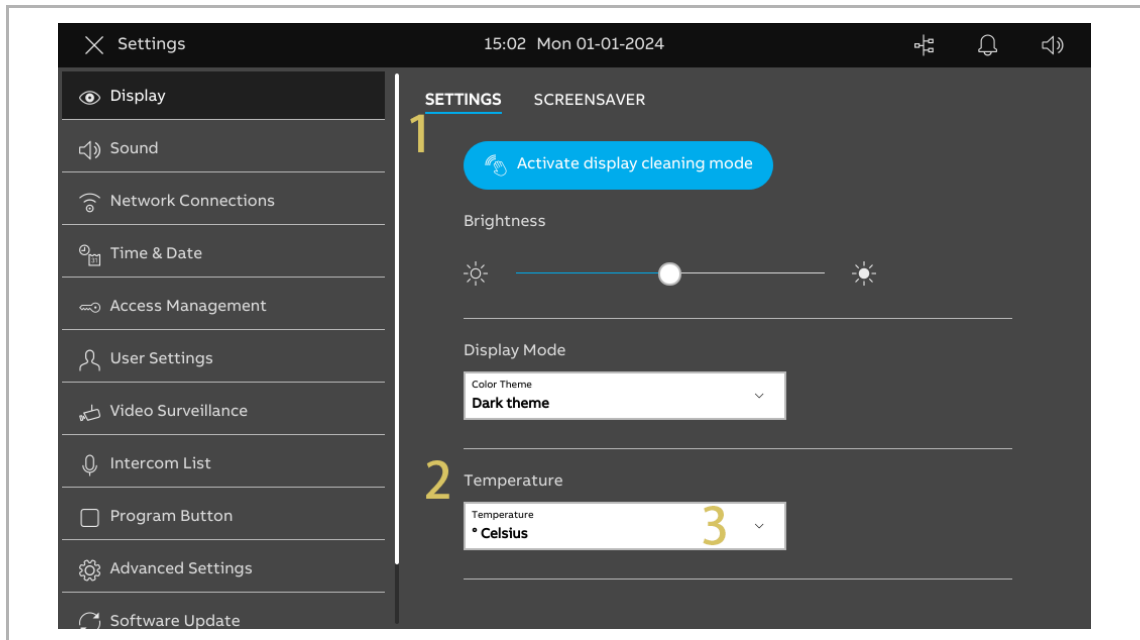 Settings
15:02 Mon 01-01-2024
Display
Sound
Network Connections
Time & Date
31
Access Management
User Settings
Video Surveillance
Intercom List
Program Button
Advanced Settings
Software Update
SETTINGS SCREENSAVER
1
Activate display cleaning mode
Brightness
Display Mode
Color Theme
Dark theme
2
Temperature
Temperature
° Celsius
3